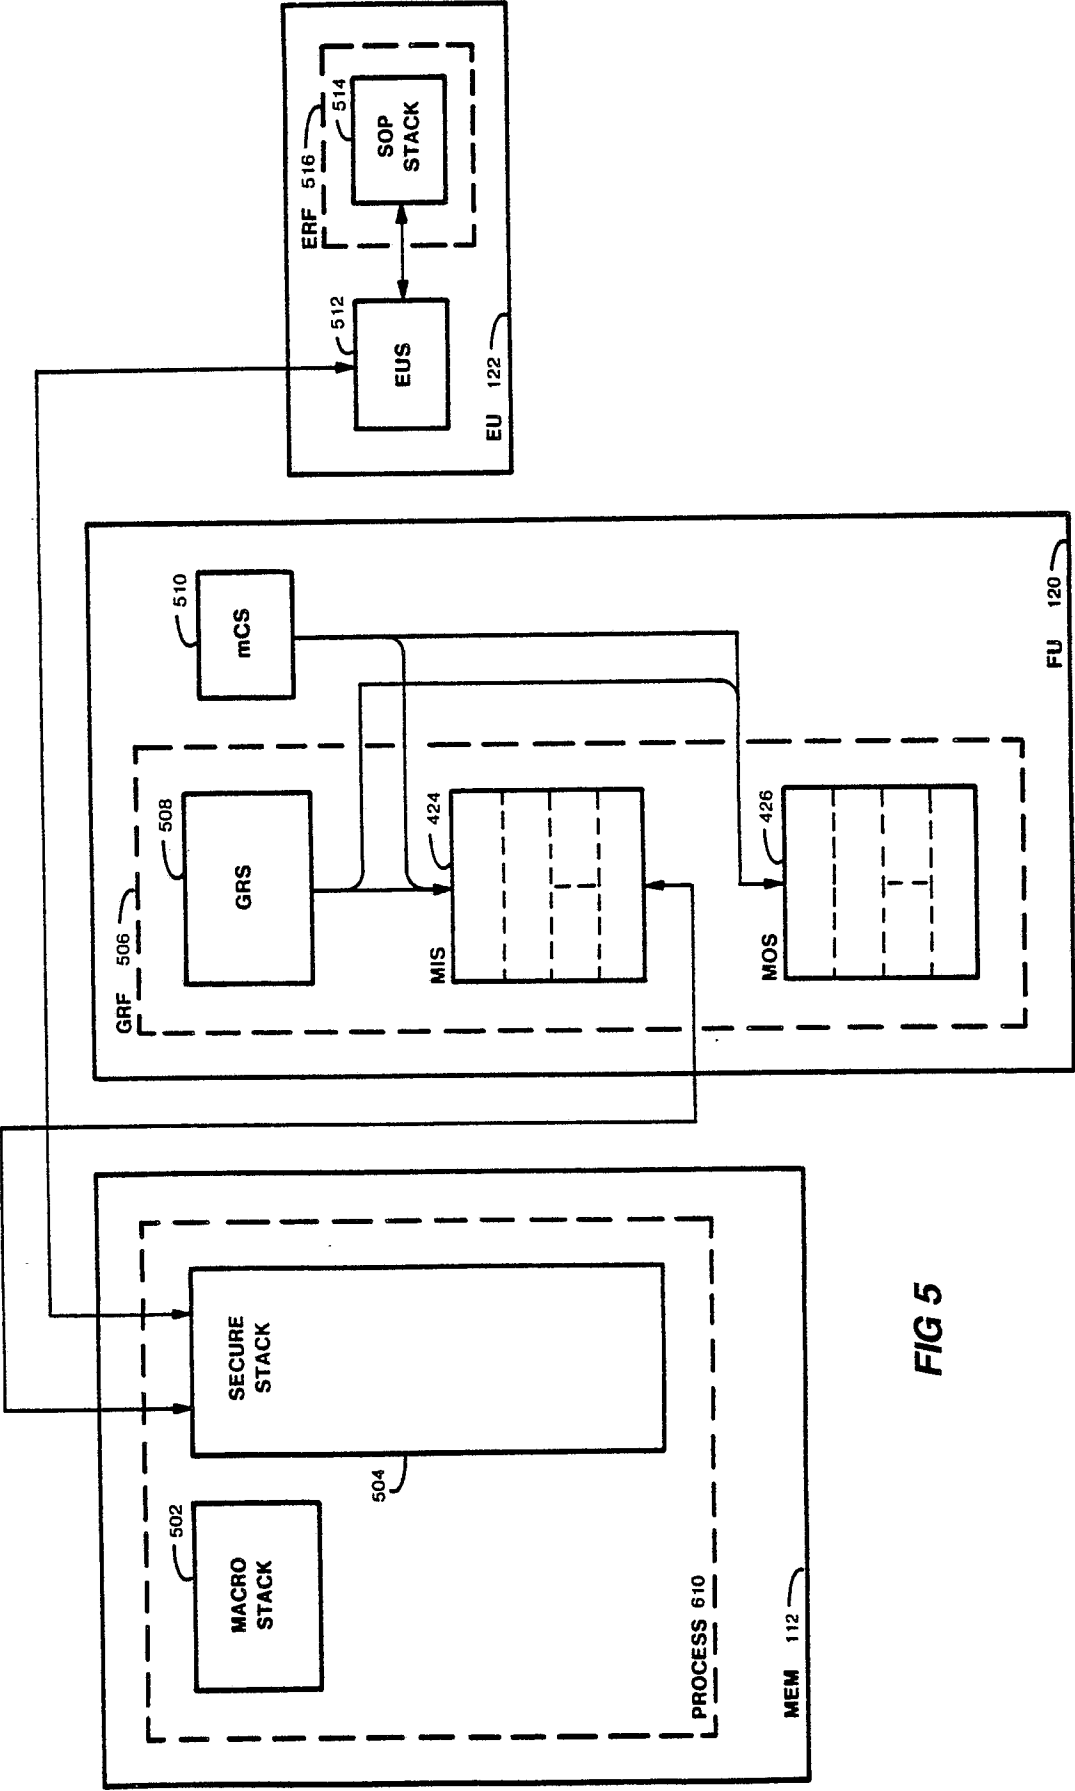 MACRO
STACK
502
SECURE
STACK
504
PROCESS 610
MEM 112
GRF 506
GRS
508
mCS
510
MIS
424
MOS
426
FU 120
EUS
512
ERF 516
SOP
STACK
514
EU 122
FIG 5